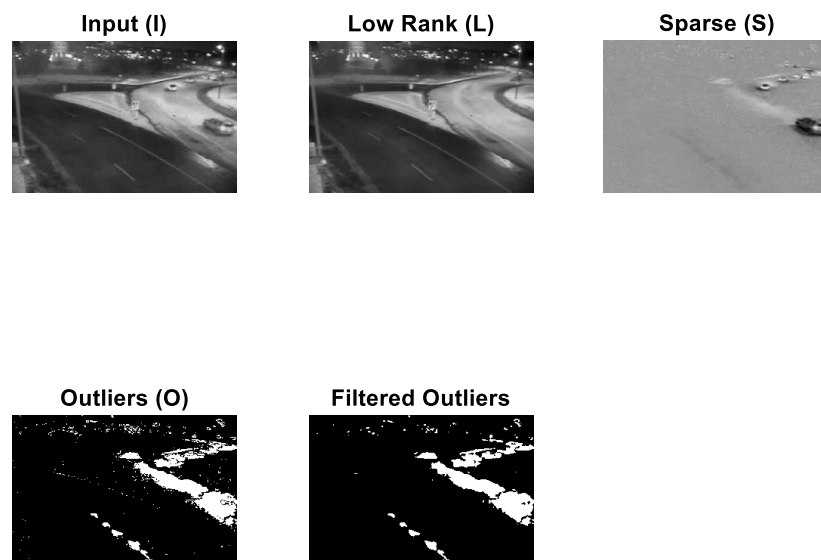 Input (I)
Low Rank (L)
Sparse (S)
Outliers (O)
Filtered Outliers